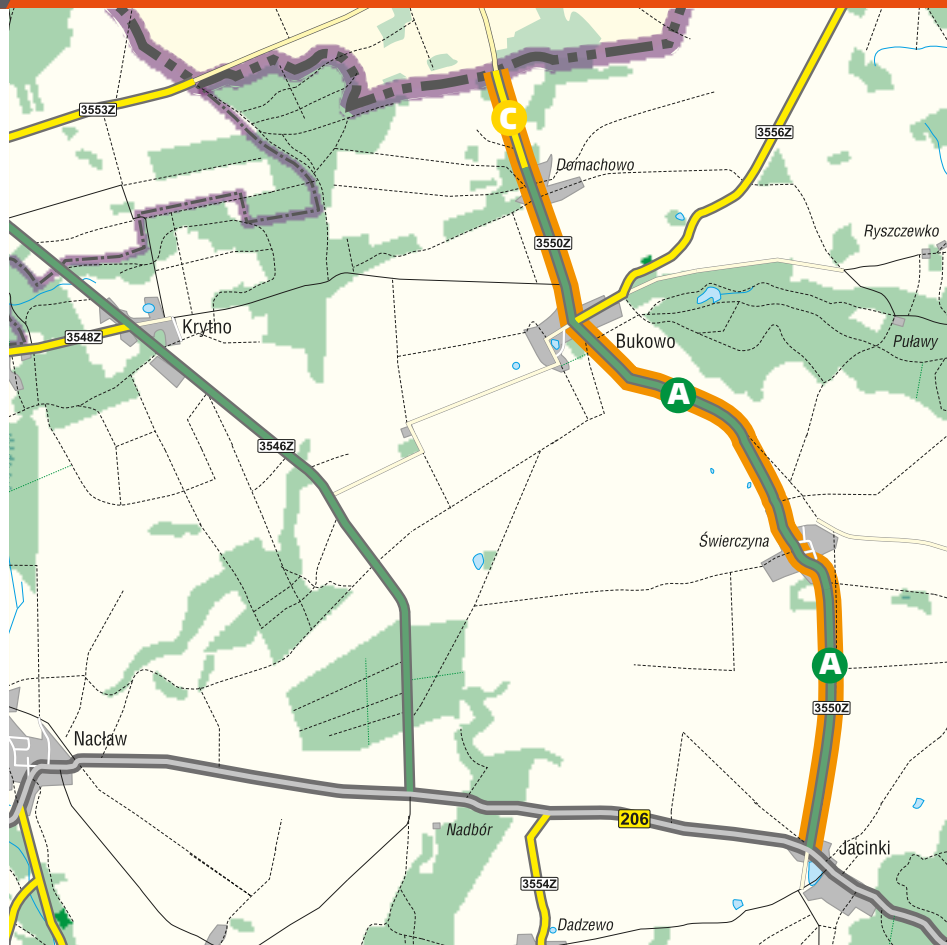 3553Z
C
3556Z
Domachowo
Ryszczewko
3550Z
Krytno
3548Z
Bukowo
Puławy
A
3546Z
Świerczyna
A
3550Z
Nacław
206
Nadbór
Jacinki
3554Z
Dadzewo